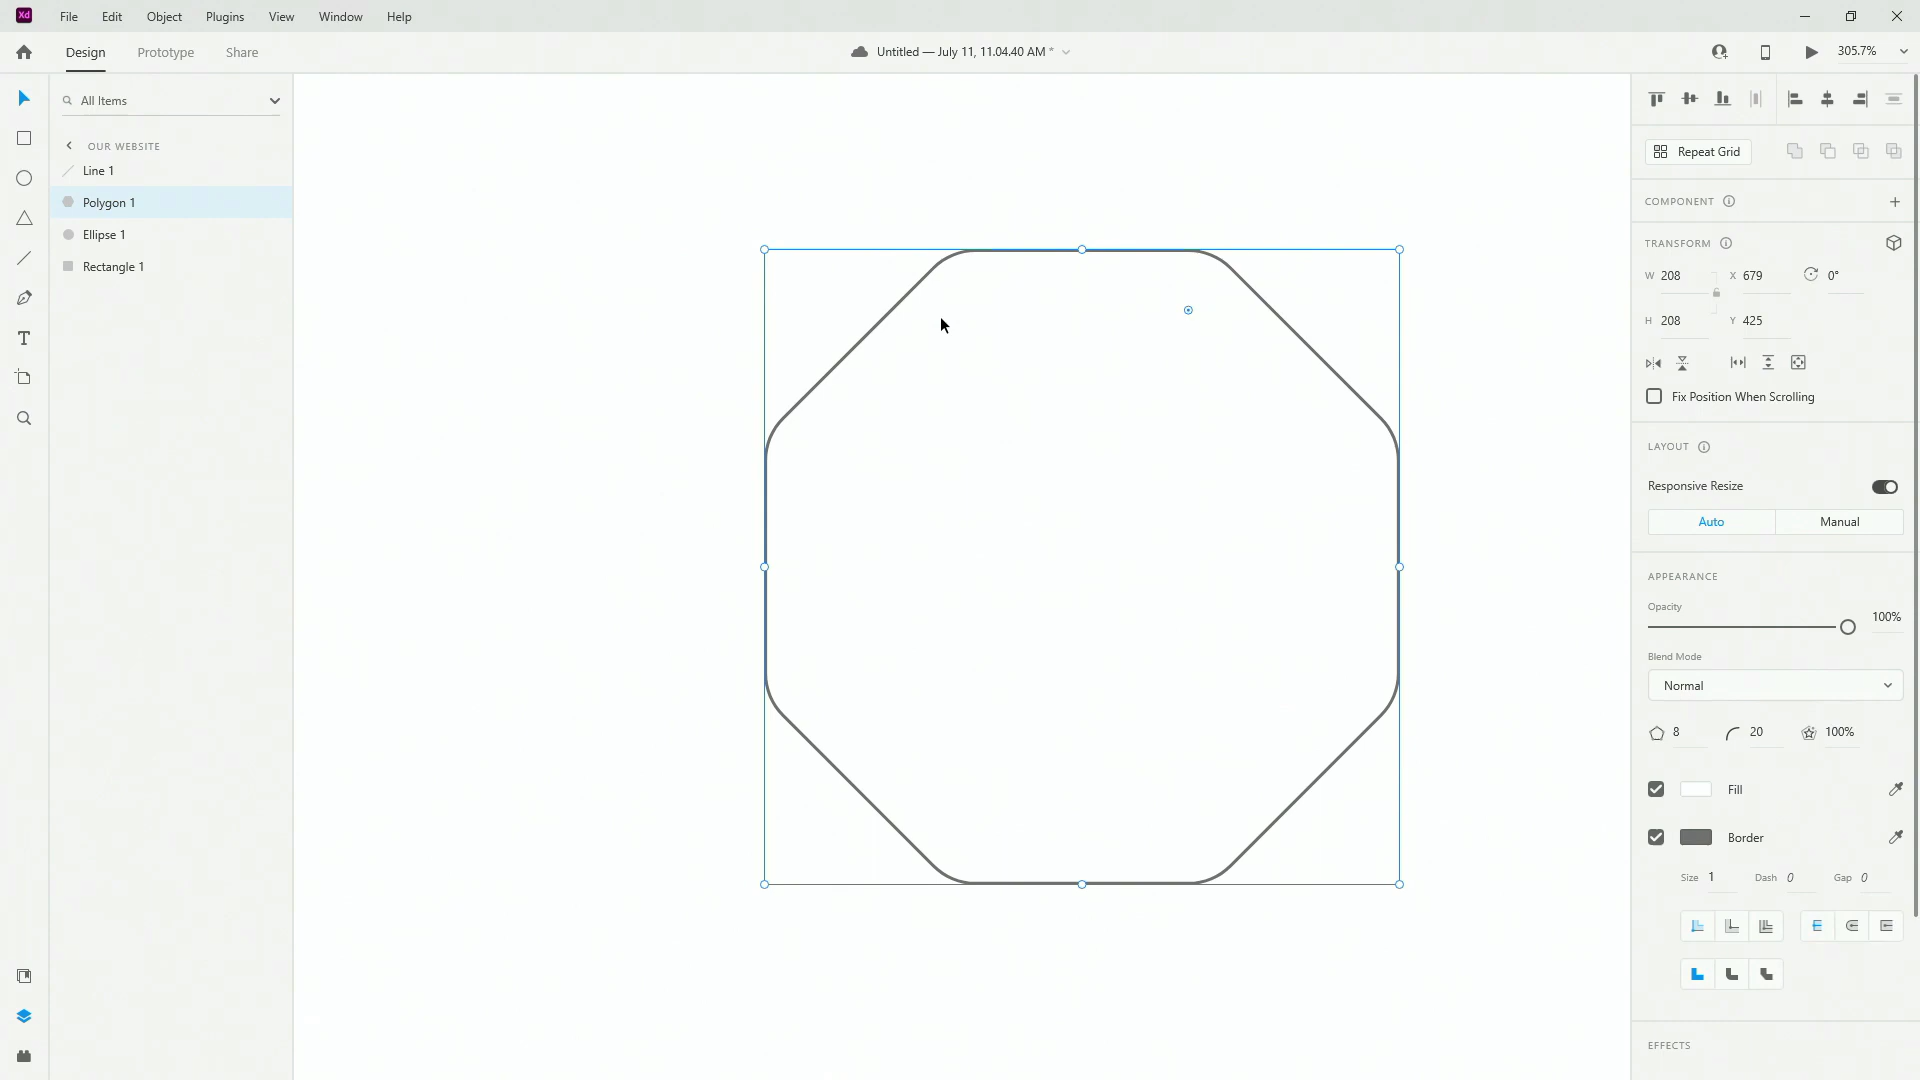 Xd File Edit Object Plugins View Window Help
Design Prototype Share Untitled — July 11, 11.04.40 AM * 305.7%
All Items
OUR WEBSITE
Line 1
Polygon 1
Ellipse 1
Rectangle 1
T
Repeat Grid
COMPONENT
TRANSFORM
W 208 X 679 0°
H 208 Y 425
Fix Position When Scrolling
LAYOUT
Responsive Resize
Auto Manual
APPEARANCE
Opacity
100%
Blend Mode
Normal
8 20 100%
Fill
Border
Size 1 Dash 0 Gap 0
EFFECTS